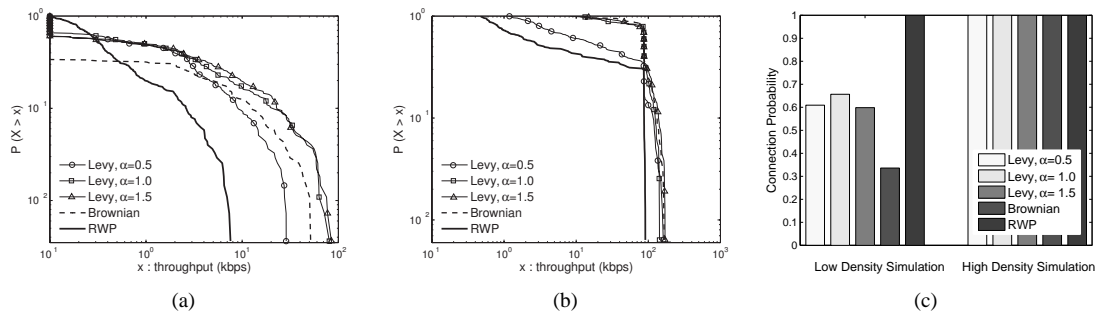 10^0
10^1
10^2
P (X > x)
Levy, α=0.5
Levy, α=1.0
Levy, α=1.5
Brownian
RWP
10^1
10^0
10^1
10^2
x : throughput (kbps)
(a)
10^0
10^1
10^2
P (X > x)
Levy, α=0.5
Levy, α=1.0
Levy, α=1.5
Brownian
RWP
10^1
10^0
10^1
10^2
10^3
x : throughput (kbps)
(b)
1
0.9
0.8
0.7
0.6
0.5
0.4
0.3
0.2
0.1
0
Connection Probability
Levy, α=0.5
Levy, α= 1.0
Levy, α= 1.5
Brownian
RWP
Low Density Simulation High Density Simulation
(c)